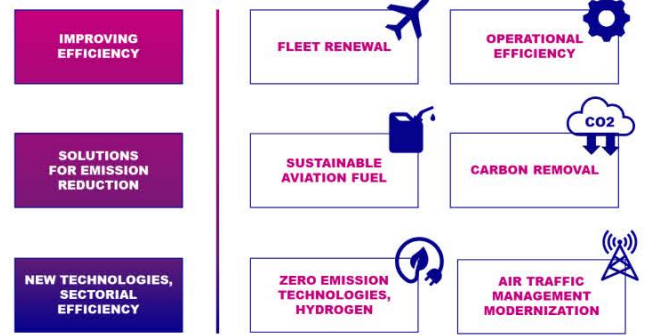 IMPROVING
EFFICIENCY
FLEET RENEWAL
OPERATIONAL
EFFICIENCY
SOLUTIONS
FOR EMISSION
REDUCTION
SUSTAINABLE
AVIATION FUEL
CO2
CARBON REMOVAL
NEW TECHNOLOGIES,
SECTORIAL
EFFICIENCY
ZERO EMISSION
TECHNOLOGIES,
HYDROGEN
AIR TRAFFIC
MANAGEMENT
MODERNIZATION